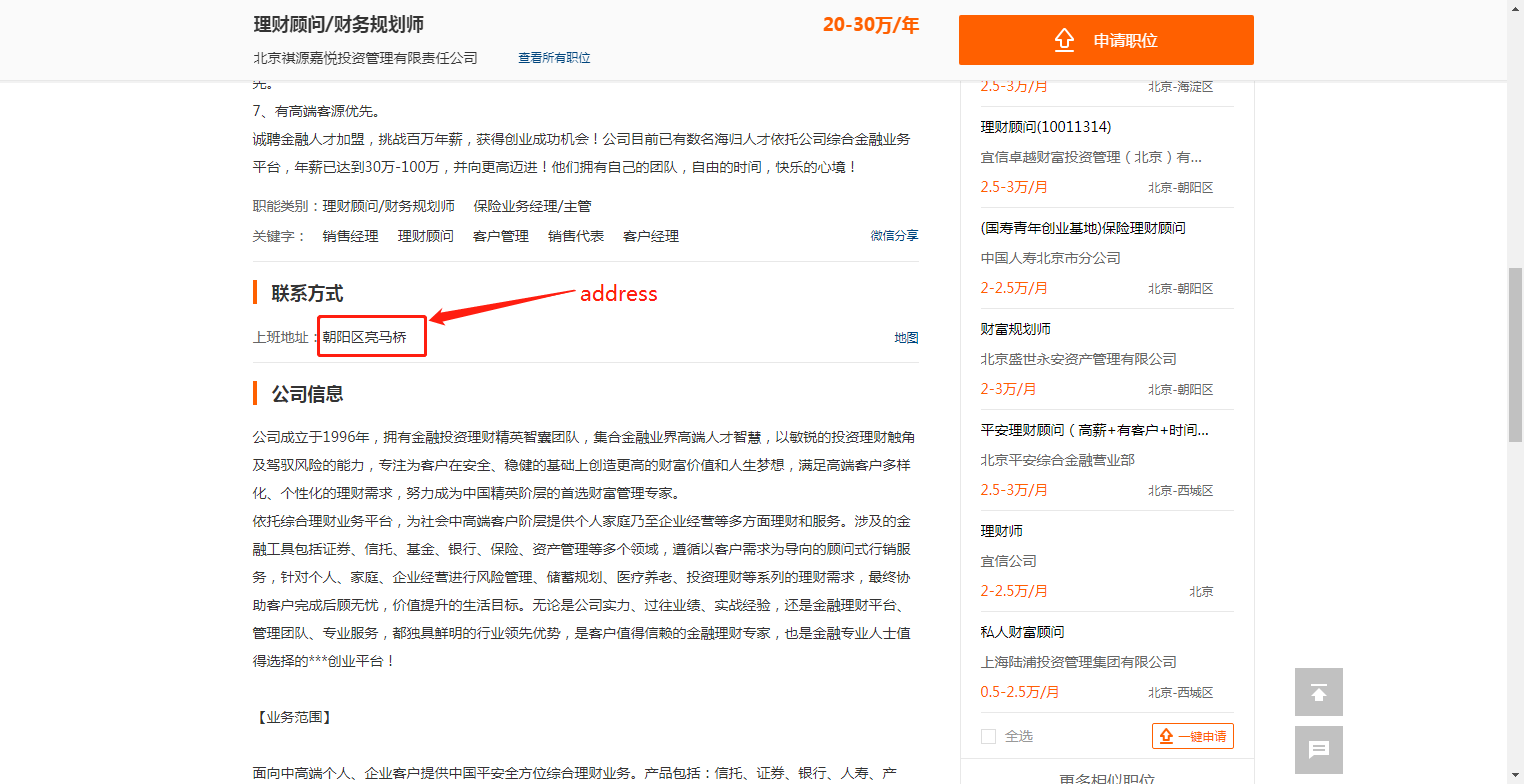 理财顾问/财务规划师
20-30万/年
申请职位
北京祺源嘉悦投资管理有限责任公司 查看所有职位
先。
7、有高端客源优先。
诚聘金融人才加盟，挑战百万年薪，获得创业成功机会！公司目前已有数名海归人才依托公司综合金融业务
平台，年薪已达到30万-100万，并向更高迈进！他们拥有自己的团队，自由的时间，快乐的心境！
职能类别：理财顾问/财务规划师 保险业务经理/主管
关键字： 销售经理 理财顾问 客户管理 销售代表 客户经理 微信分享
联系方式
address
上班地址：朝阳区亮马桥 地图
公司信息
公司成立于1996年，拥有金融投资理财精英智囊团队，集合金融业界高端人才智慧，以敏锐的投资理财触角
及驾驭风险的能力，专注为客户在安全、稳健的基础上创造更高的财富价值和人生梦想，满足高端客户多样
化、个性化的理财需求，努力成为中国精英阶层的首选财富管理专家。
依托综合理财业务平台，为社会中高端客户阶层提供个人家庭乃至企业经营等多方面理财和服务。涉及的金
融工具包括证券、信托、基金、银行、保险、资产管理等多个领域，遵循以客户需求为导向的顾问式行销服
务，针对个人、家庭、企业经营进行风险管理、储蓄规划、医疗养老、投资理财等系列的理财需求，最终协
助客户完成后顾无忧，价值提升的生活目标。无论是公司实力、过往业绩、实战经验，还是金融理财平台、
管理团队、专业服务，都独具鲜明的行业领先优势，是客户值得信赖的金融理财专家，也是金融专业人士值
得选择的***创业平台！
【业务范围】
面向中高端个人、企业客户提供中国平安全方位综合理财业务。产品包括：信托、证券、银行、人寿、产
2.5-3万/月 北京-海淀区
理财顾问(10011314)
宜信卓越财富投资管理（北京）有...
2.5-3万/月 北京-朝阳区
(国寿青年创业基地)保险理财顾问
中国人寿北京市分公司
2-2.5万/月 北京-朝阳区
财富规划师
北京盛世永安资产管理有限公司
2-3万/月 北京-朝阳区
平安理财顾问（高薪+有客户+时间...
北京平安综合金融营业部
2.5-3万/月 北京-西城区
理财师
宜信公司
2-2.5万/月 北京
私人财富顾问
上海陆浦投资管理集团有限公司
0.5-2.5万/月 北京-西城区
全选 一键申请
更多相似职位